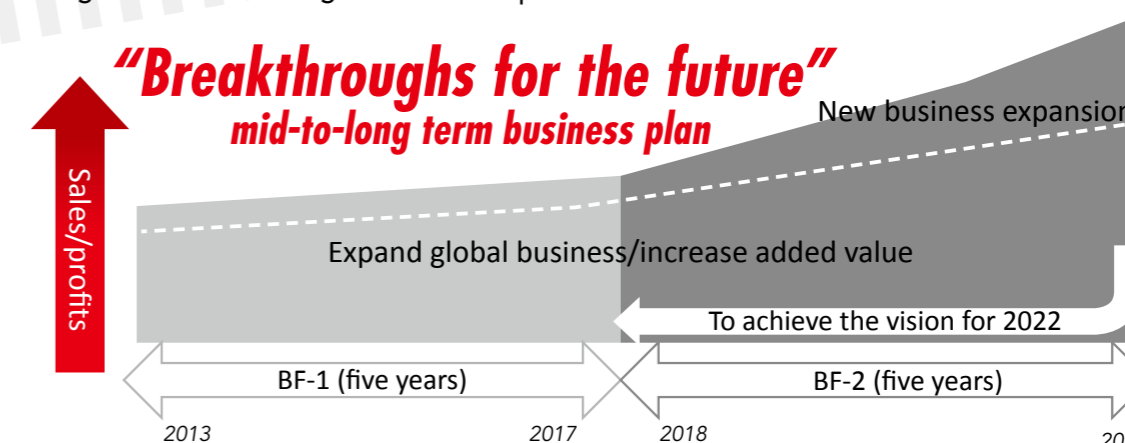 “Breakthroughs for the future”
mid-to-long term business plan
New business expansion
Sales/profits
Expand global business/increase added value
To achieve the vision for 2022
BF-1 (five years)
BF-2 (five years)
2013
2017
2018